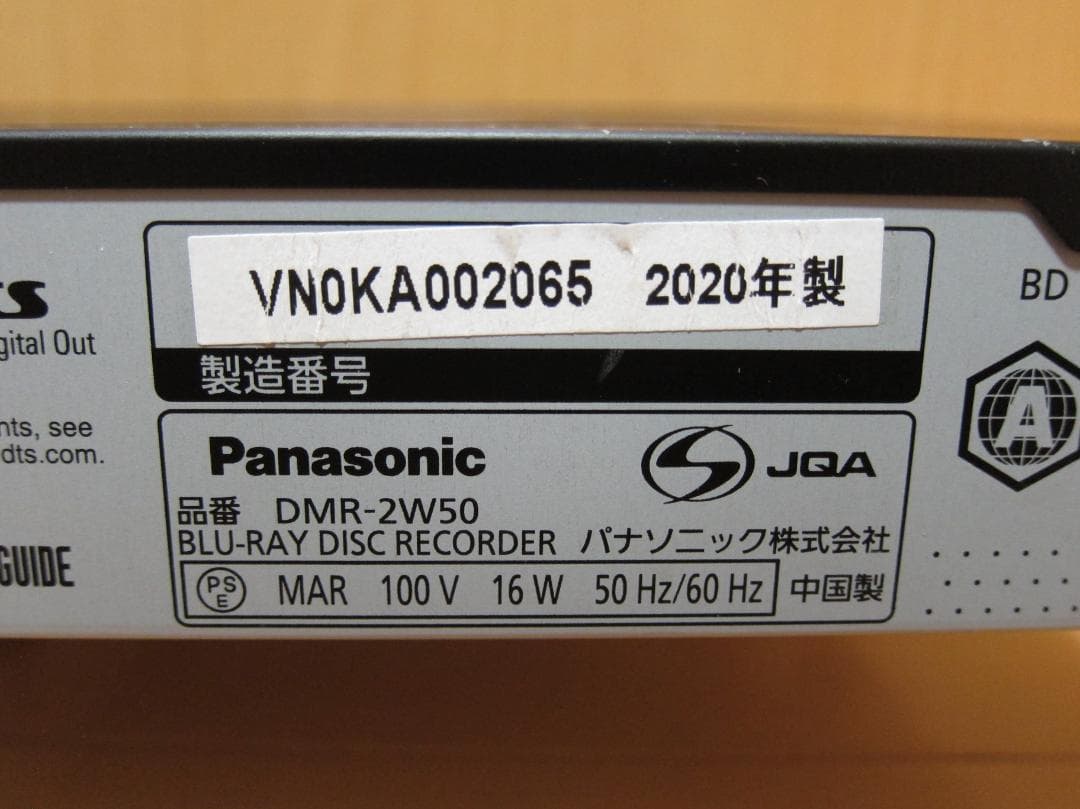 VN0KA002065 2020年製
製造番号
Panasonic
JQA
品番 DMR-2W50
BLU-RAY DISC RECORDER パナソニック株式会社
PSE MAR 100 V 16 W 50 Hz/60 Hz 中国製
gital Out
nts, see
dts.com.
GUIDE
BD
A